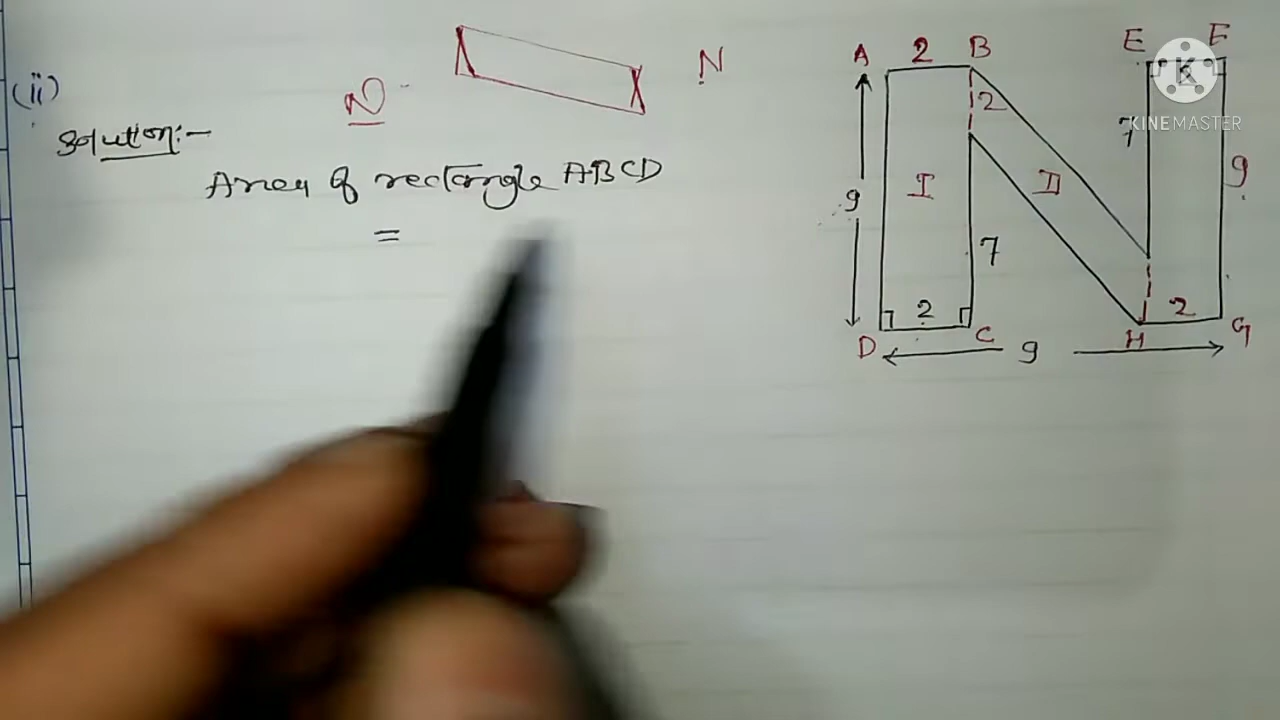 (ii)
Solution:-
N
N
Area of rectangle ABCD
=
A 2 B E F
2
K
KINEMASTER
7
9 I II 9
7
2 2
D C H G
9